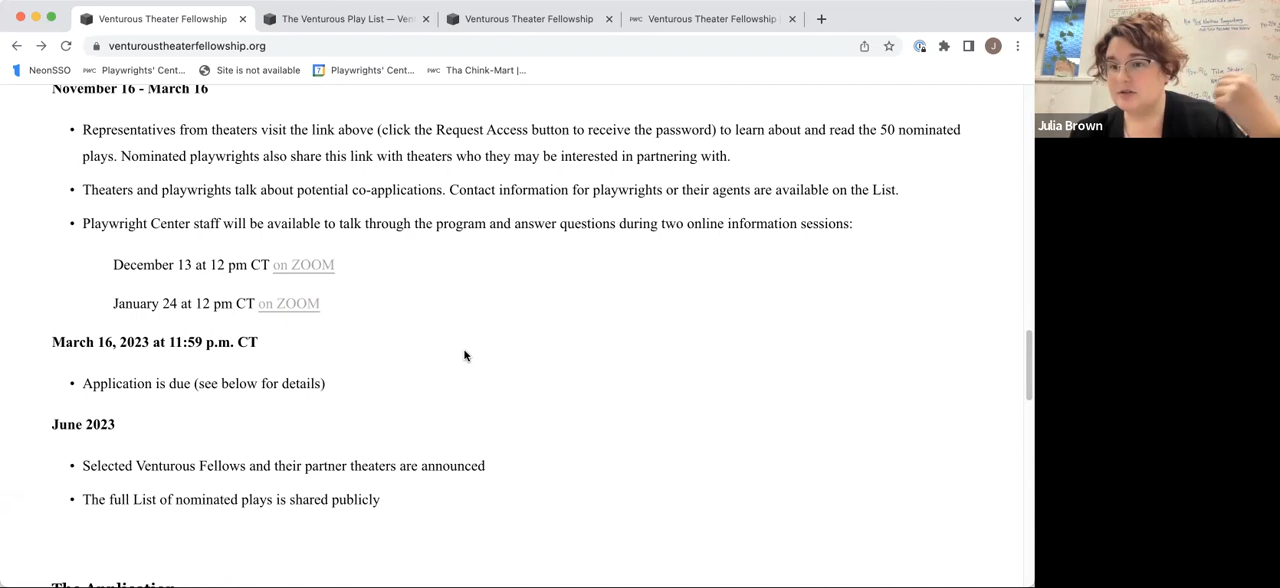 Venturous Theater Fellowship
The Venturous Play List — Ven
Venturous Theater Fellowship
PWC Venturous Theater Fellowship
venturoustheaterfellowship.org
J
NeonSSO
PWC Playwrights' Cent...
Site is not available
7 Playwrights' Cent...
PWC Tha Chink-Mart |...
November 16 - March 16
• Representatives from theaters visit the link above (click the Request Access button to receive the password) to learn about and read the 50 nominated
plays. Nominated playwrights also share this link with theaters who they may be interested in partnering with.
• Theaters and playwrights talk about potential co-applications. Contact information for playwrights or their agents are available on the List.
• Playwright Center staff will be available to talk through the program and answer questions during two online information sessions:
December 13 at 12 pm CT on ZOOM
January 24 at 12 pm CT on ZOOM
March 16, 2023 at 11:59 p.m. CT
• Application is due (see below for details)
June 2023
• Selected Venturous Fellows and their partner theaters are announced
• The full List of nominated plays is shared publicly
The Application
Julia Brown